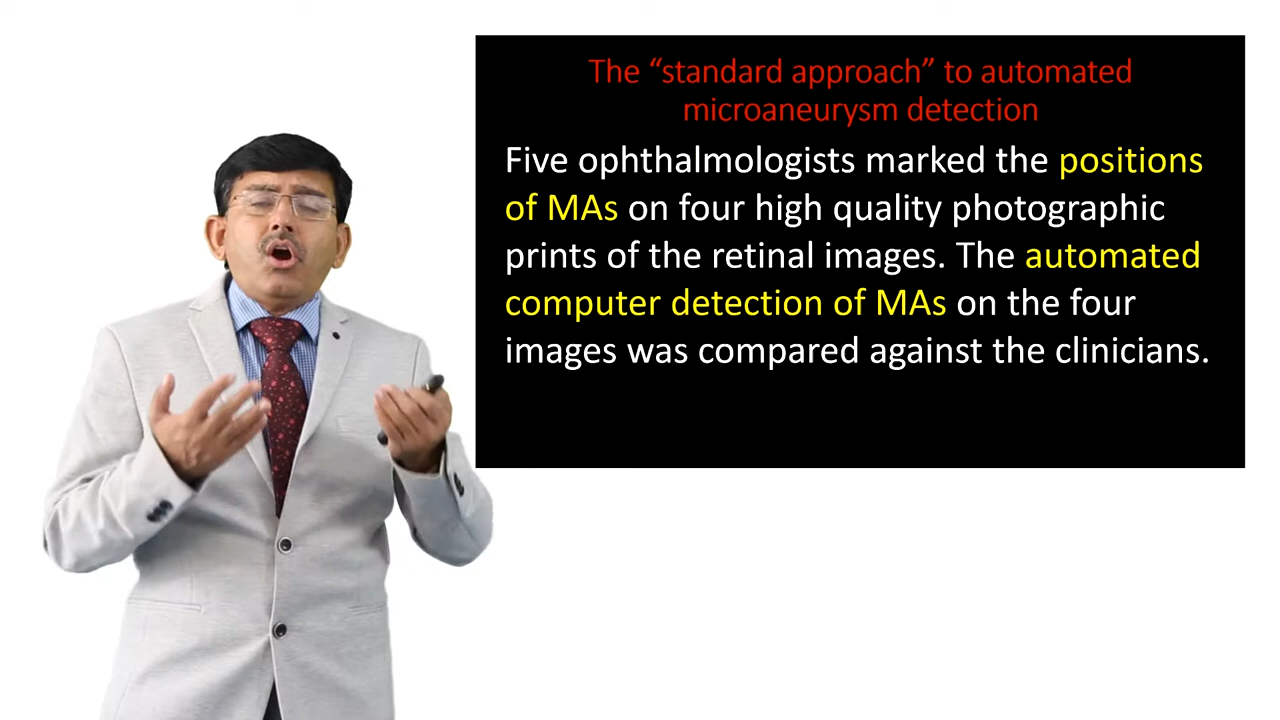 The “standard approach” to automated
microaneurysm detection
Five ophthalmologists marked the positions
of MAs on four high quality photographic
prints of the retinal images. The automated
computer detection of MAs on the four
images was compared against the clinicians.